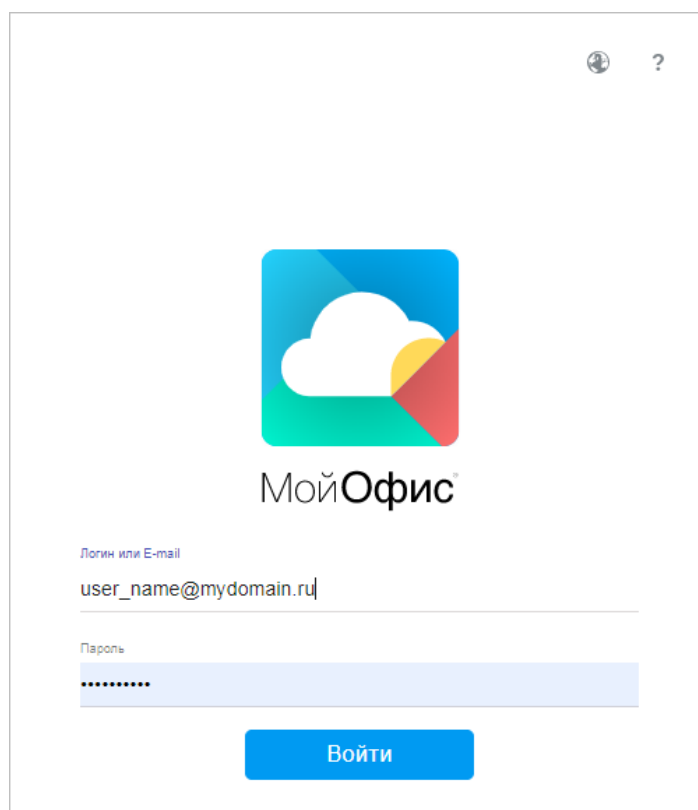 ?
МойОфис
Логин или E-mail
user_name@mydomain.ru
Пароль
••••••••••
Войти